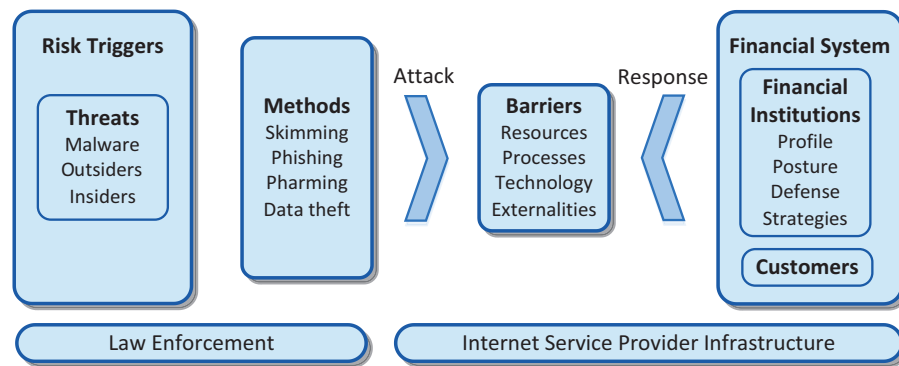 Risk Triggers
Threats
Malware
Outsiders
Insiders
Methods
Skimming
Phishing
Pharming
Data theft
Attack
Barriers
Resources
Processes
Technology
Externalities
Response
Financial System
Financial
Institutions
Profile
Posture
Defense
Strategies
Customers
Law Enforcement
Internet Service Provider Infrastructure